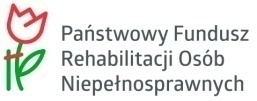 Państwowy Fundusz
Rehabilitacji Osób
Niepełnosprawnych